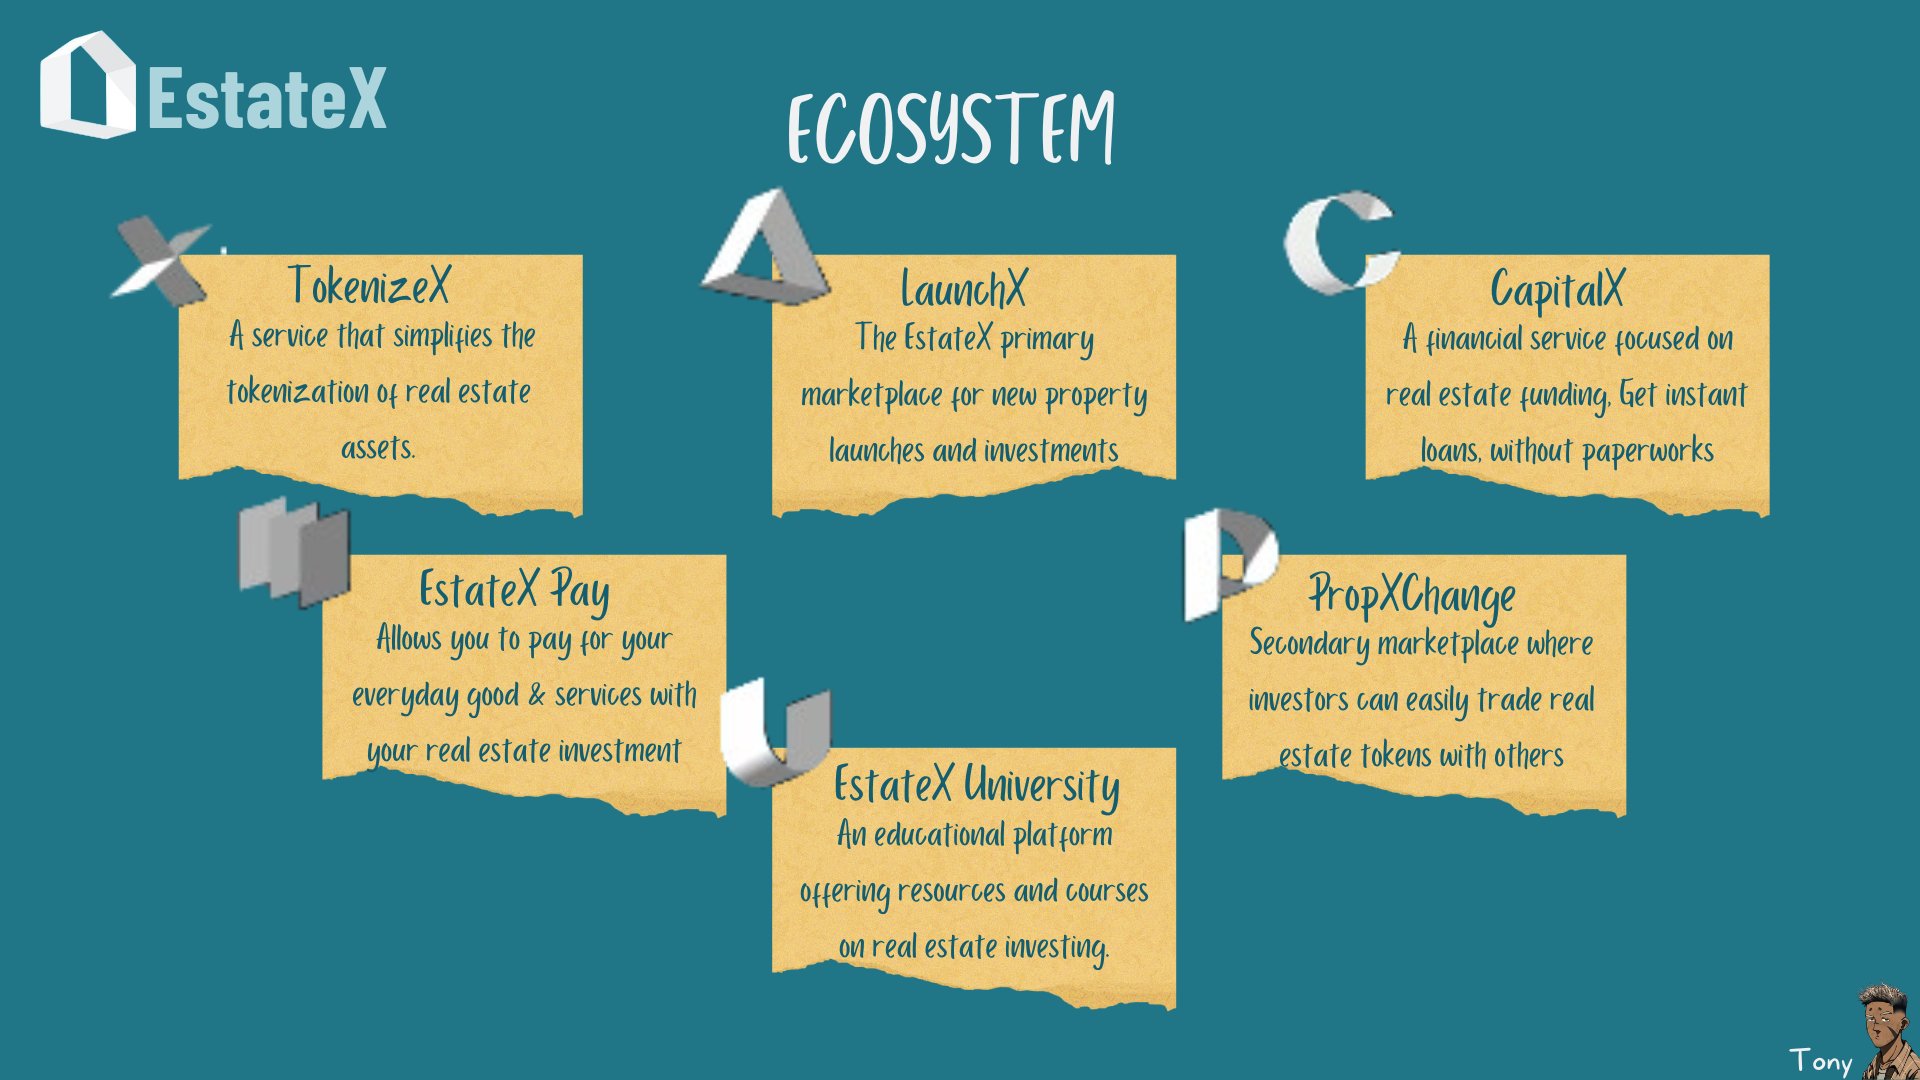 EstateX
ECOSYSTEM
TokenizeX
A service that simplifies the
tokenization of real estate
assets.
LaunchX
The EstateX primary
marketplace for new property
launches and investments
CapitalX
A financial service focused on
real estate funding, Get instant
loans, without paperworks
EstateX Pay
Allows you to pay for your
everyday good & services with
your real estate investment
PropXChange
Secondary marketplace where
investors can easily trade real
estate tokens with others
EstateX University
An educational platform
offering resources and courses
on real estate investing.
Tony